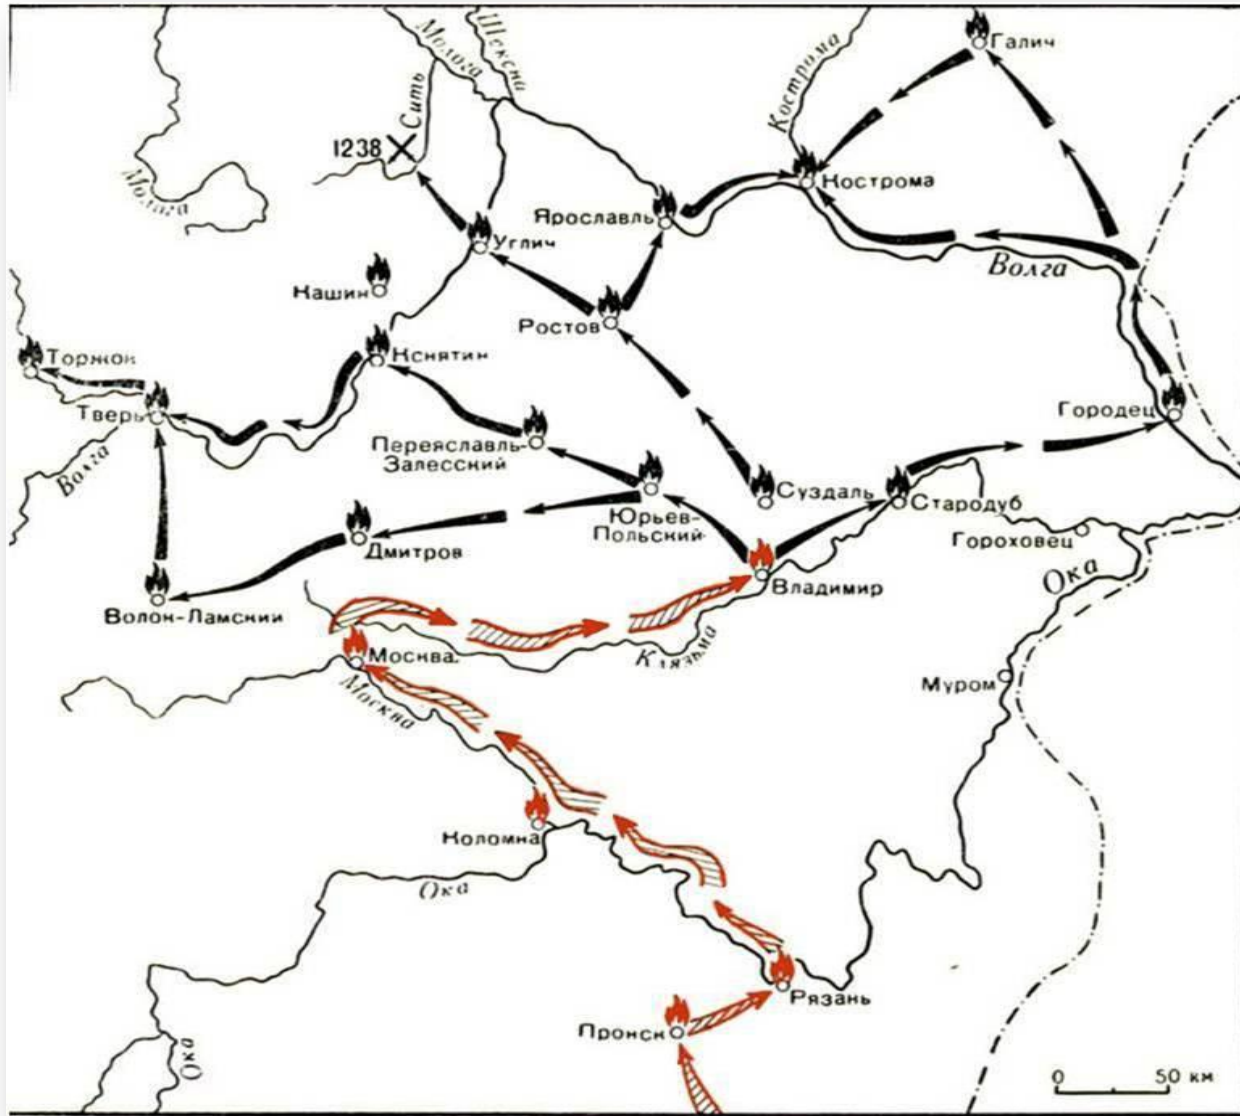 Молога
Шексна
Кострома
Галич
Сить
1238
Молога
Кострома
Ярославль
Углич
Волга
Кашин
Ростов
Торжок
Кснятин
Тверь
Городец
Волга
Переяславль-
Залесский
Суздаль
Стародуб
Юрьев-
Польский
Гороховец
Дмитров
Ока
Владимир
Волок-Ламский
Клязьма
Москва
Муром
Москва
Коломна
Ока
Рязань
Пронск
Ока
0 50 км